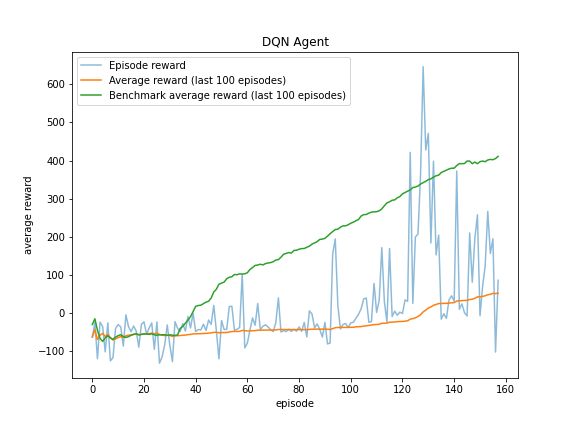 DQN Agent
Episode reward
Average reward (last 100 episodes)
Benchmark average reward (last 100 episodes)
average reward
600
500
400
300
200
100
0
−100
0
20
40
60
80
100
120
140
160
episode